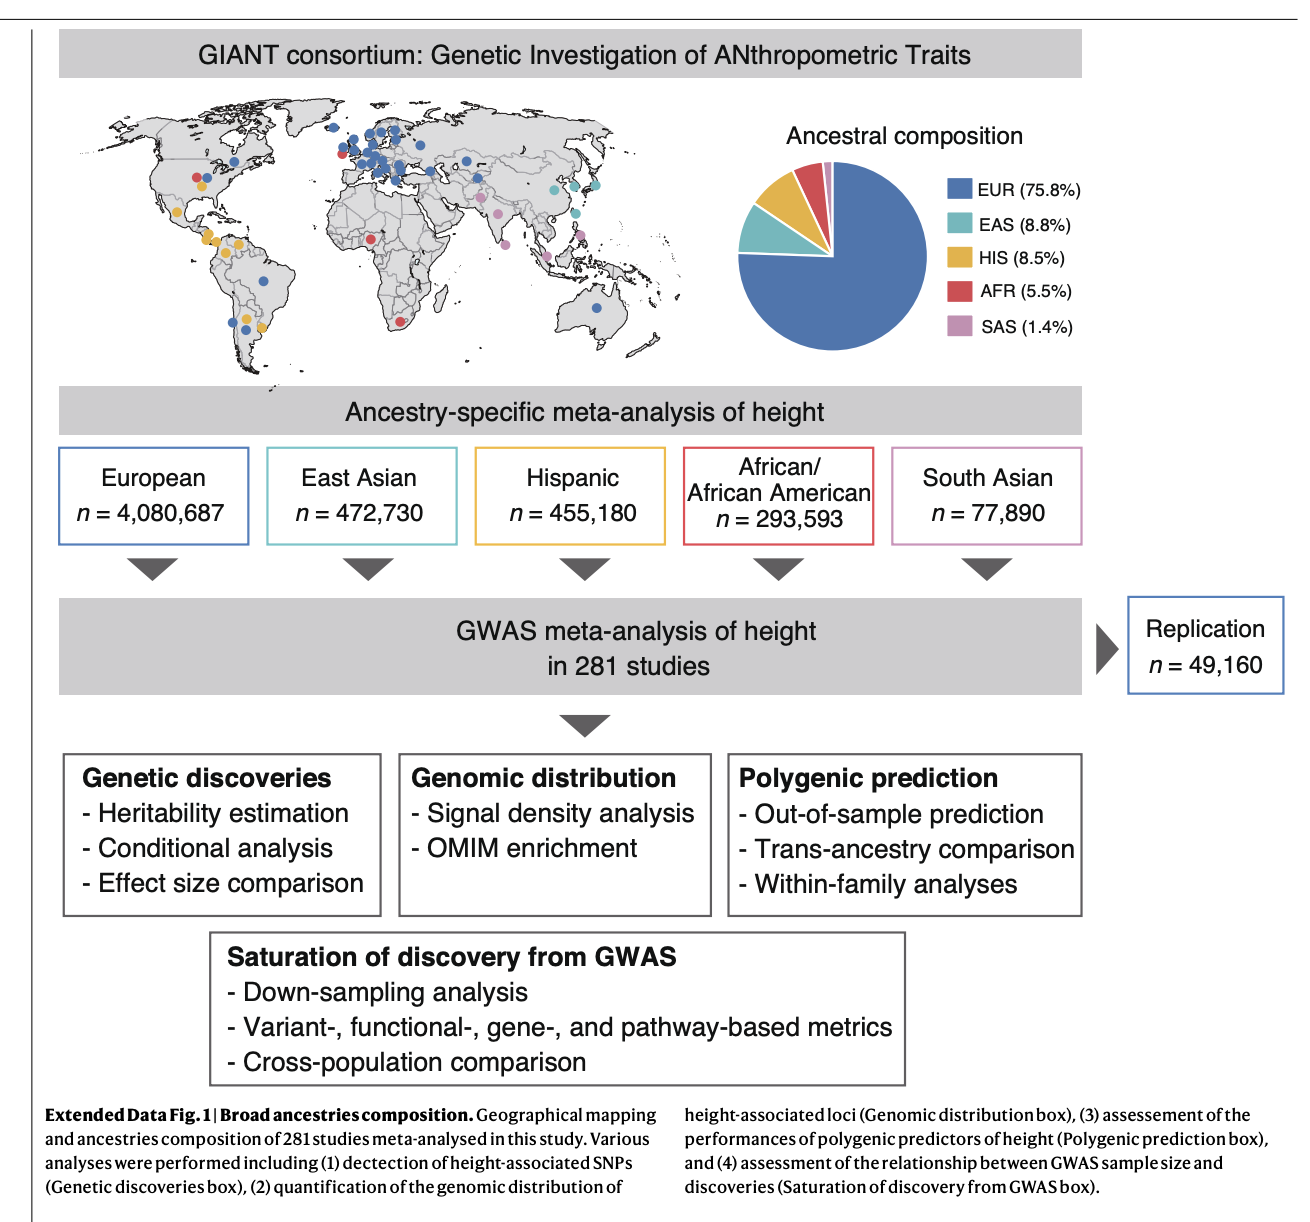 GIANT consortium: Genetic Investigation of ANthropometric Traits
Ancestral composition
EUR (75.8%)
EAS (8.8%)
HIS (8.5%)
AFR (5.5%)
SAS (1.4%)
Ancestry-specific meta-analysis of height
European
n = 4,080,687
East Asian
n = 472,730
Hispanic
n = 455,180
African/
African American
n = 293,593
South Asian
n = 77,890
GWAS meta-analysis of height
in 281 studies
Replication
n = 49,160
Genetic discoveries
- Heritability estimation
- Conditional analysis
- Effect size comparison
Genomic distribution
- Signal density analysis
- OMIM enrichment
Polygenic prediction
- Out-of-sample prediction
- Trans-ancestry comparison
- Within-family analyses
Saturation of discovery from GWAS
- Down-sampling analysis
- Variant-, functional-, gene-, and pathway-based metrics
- Cross-population comparison
Extended Data Fig. 1 | Broad ancestries composition. Geographical mapping
and ancestries composition of 281 studies meta-analysed in this study. Various
analyses were performed including (1) dectection of height-associated SNPs
(Genetic discoveries box), (2) quantification of the genomic distribution of
height-associated loci (Genomic distribution box), (3) assessement of the
performances of polygenic predictors of height (Polygenic prediction box),
and (4) assessment of the relationship between GWAS sample size and
discoveries (Saturation of discovery from GWAS box).